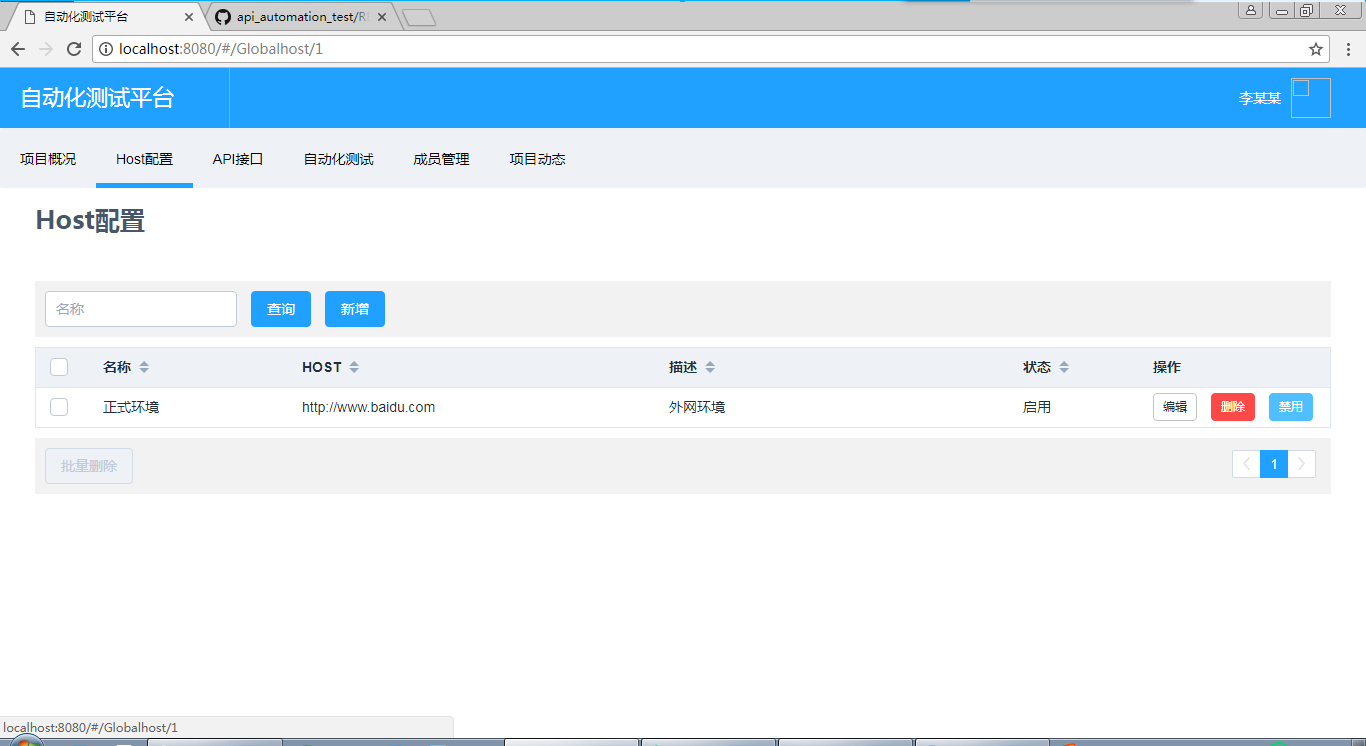 自动化测试平台
api_automation_test/R
localhost:8080/#/Globalhost/1
自动化测试平台
李某某
项目概况 Host配置 API接口 自动化测试 成员管理 项目动态
Host配置
名称 查询 新增
名称 HOST 描述 状态 操作
正式环境 http://www.baidu.com 外网环境 启用 编辑 删除 禁用
批量删除 1
localhost:8080/#/Globalhost/1